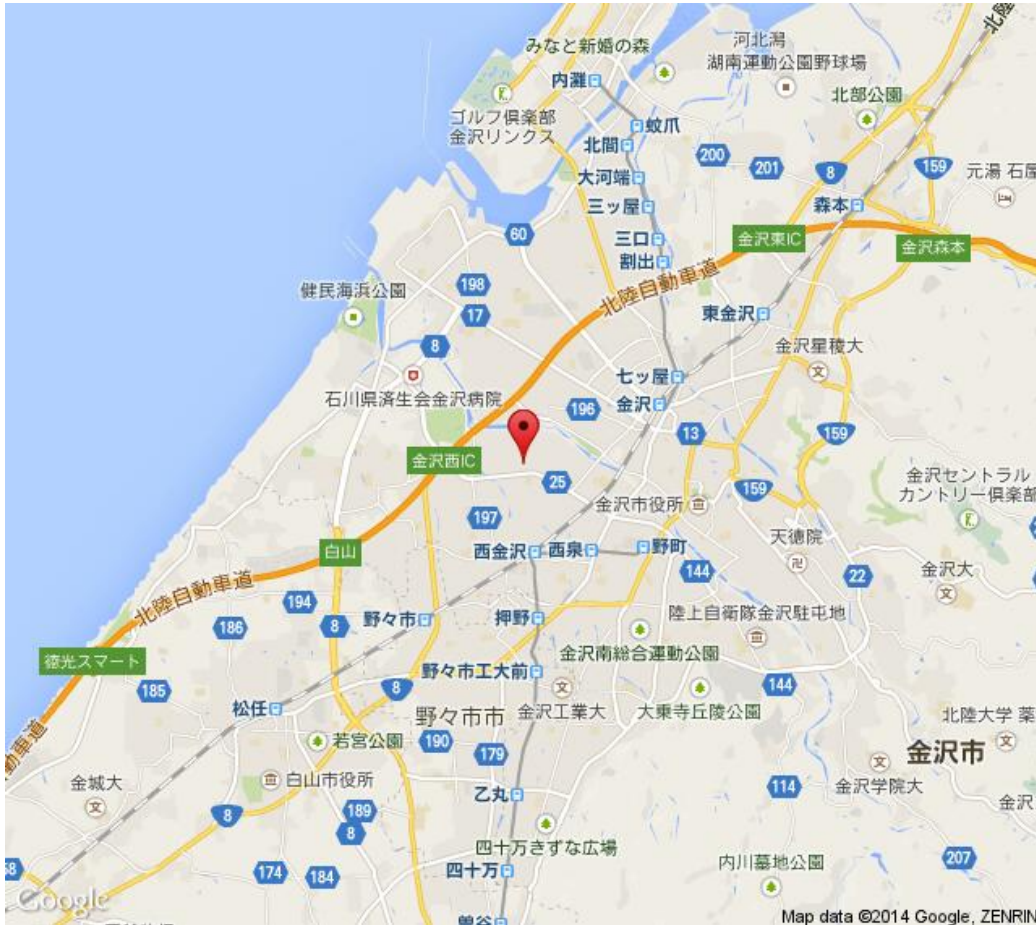 北陸
みなと新婚の森
河北潟
湖南運動公園野球場
内灘
北部公園
ゴルフ倶楽部
金沢リンクス
蚊爪
北間
200
201
8
159
元湯 石屋
大河端
三ッ屋
森本
60
三口
金沢東IC
金沢森本
割出
北陸自動車道
198
健民海浜公園
17
東金沢
8
金沢星稜大
石川県済生会金沢病院
七ッ屋
196
金沢
13
159
金沢西IC
25
159
金沢セントラル
カントリー倶楽部
金沢市役所
197
白山
西金沢
西泉
野町
天徳院
144
22
金沢大
北陸自動車道
194
186
8
野々市
押野
陸上自衛隊金沢駐屯地
徳光スマート
金沢南総合運動公園
185
8
野々市工大前
144
松任
野々市市
金沢工業大
大乗寺丘陵公園
北陸大学 薬
動車道
若宮公園
190
179
金沢市
金城大
白山市役所
乙丸
114
金沢学院大
金沢
8
189
8
四十万きずな広場
58
174
184
四十万
内川墓地公園
207
Google
曽谷
Map data ©2014 Google, ZENRIN